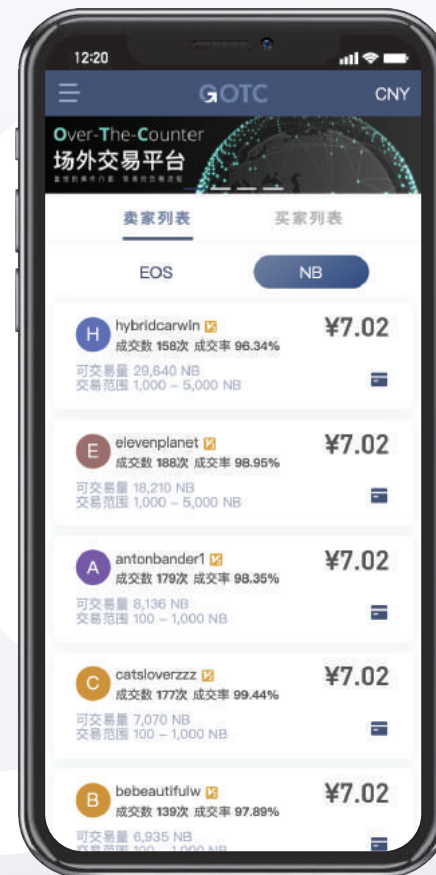 12:20
GOTC
CNY
Over-The-Counter
场外交易平台
卖家列表
买家列表
EOS
NB
H
hybridcarwin
¥7.02
成交数 158次 成交率 96.34%
可交易量 29,640 NB
交易范围 1,000 – 5,000 NB
E
elevenplanet
¥7.02
成交数 188次 成交率 98.95%
可交易量 18,210 NB
交易范围 1,000 – 5,000 NB
A
antonbander1
¥7.02
成交数 179次 成交率 98.35%
可交易量 8,136 NB
交易范围 100 – 1,000 NB
C
catsloverzzz
¥7.02
成交数 177次 成交率 99.44%
可交易量 7,070 NB
交易范围 100 – 1,000 NB
B
bebeautifulw
¥7.02
成交数 139次 成交率 97.89%
可交易量 6,935 NB
交易范围 100 – 1,000 NB